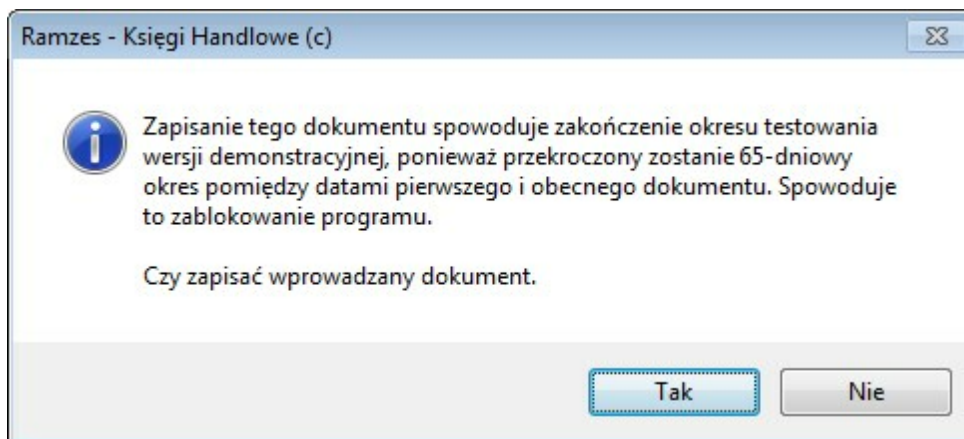 Ramzes - Księgi Handlowe (c)
Zapisanie tego dokumentu spowoduje zakończenie okresu testowania
wersji demonstracyjnej, ponieważ przekroczony zostanie 65-dniowy
okres pomiędzy datami pierwszego i obecnego dokumentu. Spowoduje
to zablokowanie programu.
Czy zapisać wprowadzany dokument.
Tak
Nie